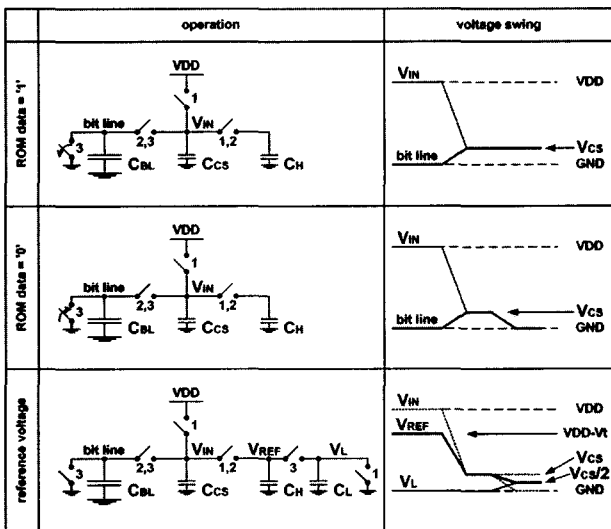 operation
voltage swing
ROM data = '1'
VDD
1
bit line
VIN
3
2,3
1,2
CBL
CCS
CH
VIN
VDD
bit line
VCS
GND
ROM data = '0'
VDD
1
bit line
VIN
3
2,3
1,2
CBL
CCS
CH
VIN
VDD
bit line
VCS
GND
reference voltage
VDD
1
bit line
VIN
VREF
VL
3
2,3
1,2
3
1
CBL
CCS
CH
CL
VIN
VDD
VREF
VDD-Vt
VCS
VCS/2
VL
GND